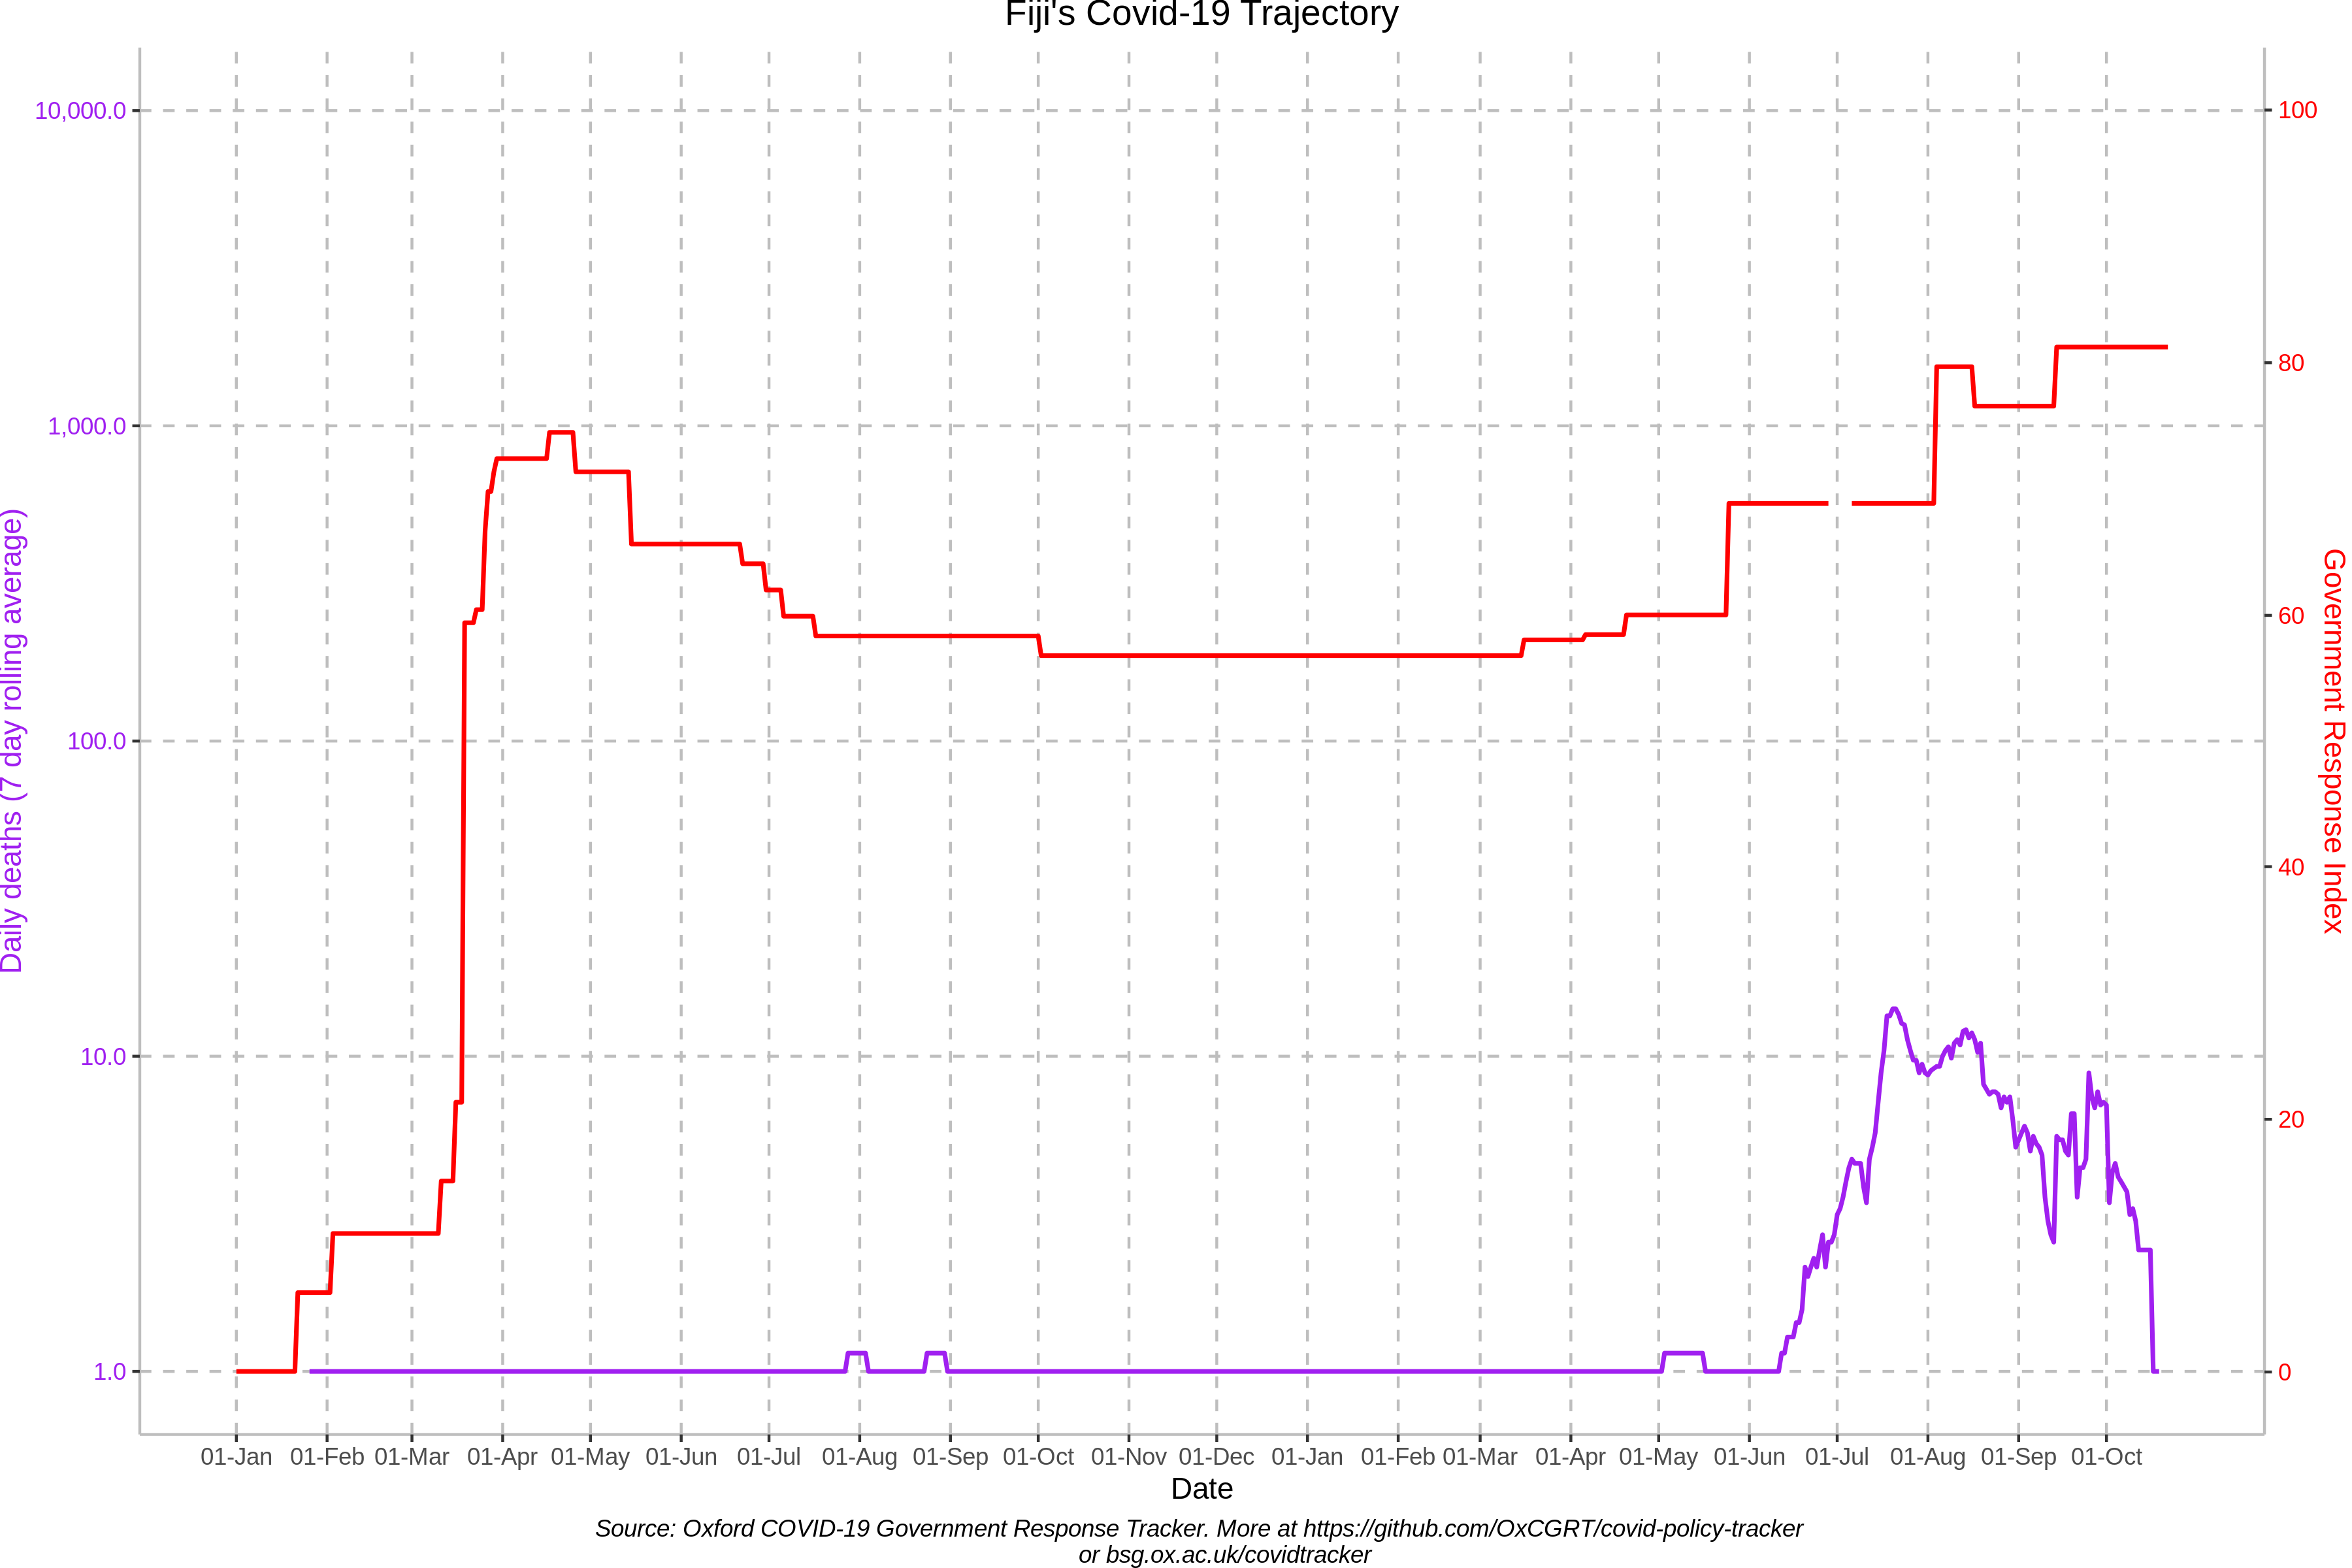 Fiji's Covid-19 Trajectory
10,000.0
1,000.0
100.0
10.0
1.0
Daily deaths (7 day rolling average)
100
80
60
40
20
0
Government Response Index
01-Jan 01-Feb 01-Mar 01-Apr 01-May 01-Jun 01-Jul 01-Aug 01-Sep 01-Oct 01-Nov 01-Dec 01-Jan 01-Feb 01-Mar 01-Apr 01-May 01-Jun 01-Jul 01-Aug 01-Sep 01-Oct
Date
Source: Oxford COVID-19 Government Response Tracker. More at https://github.com/OxCGRT/covid-policy-tracker
or bsg.ox.ac.uk/covidtracker